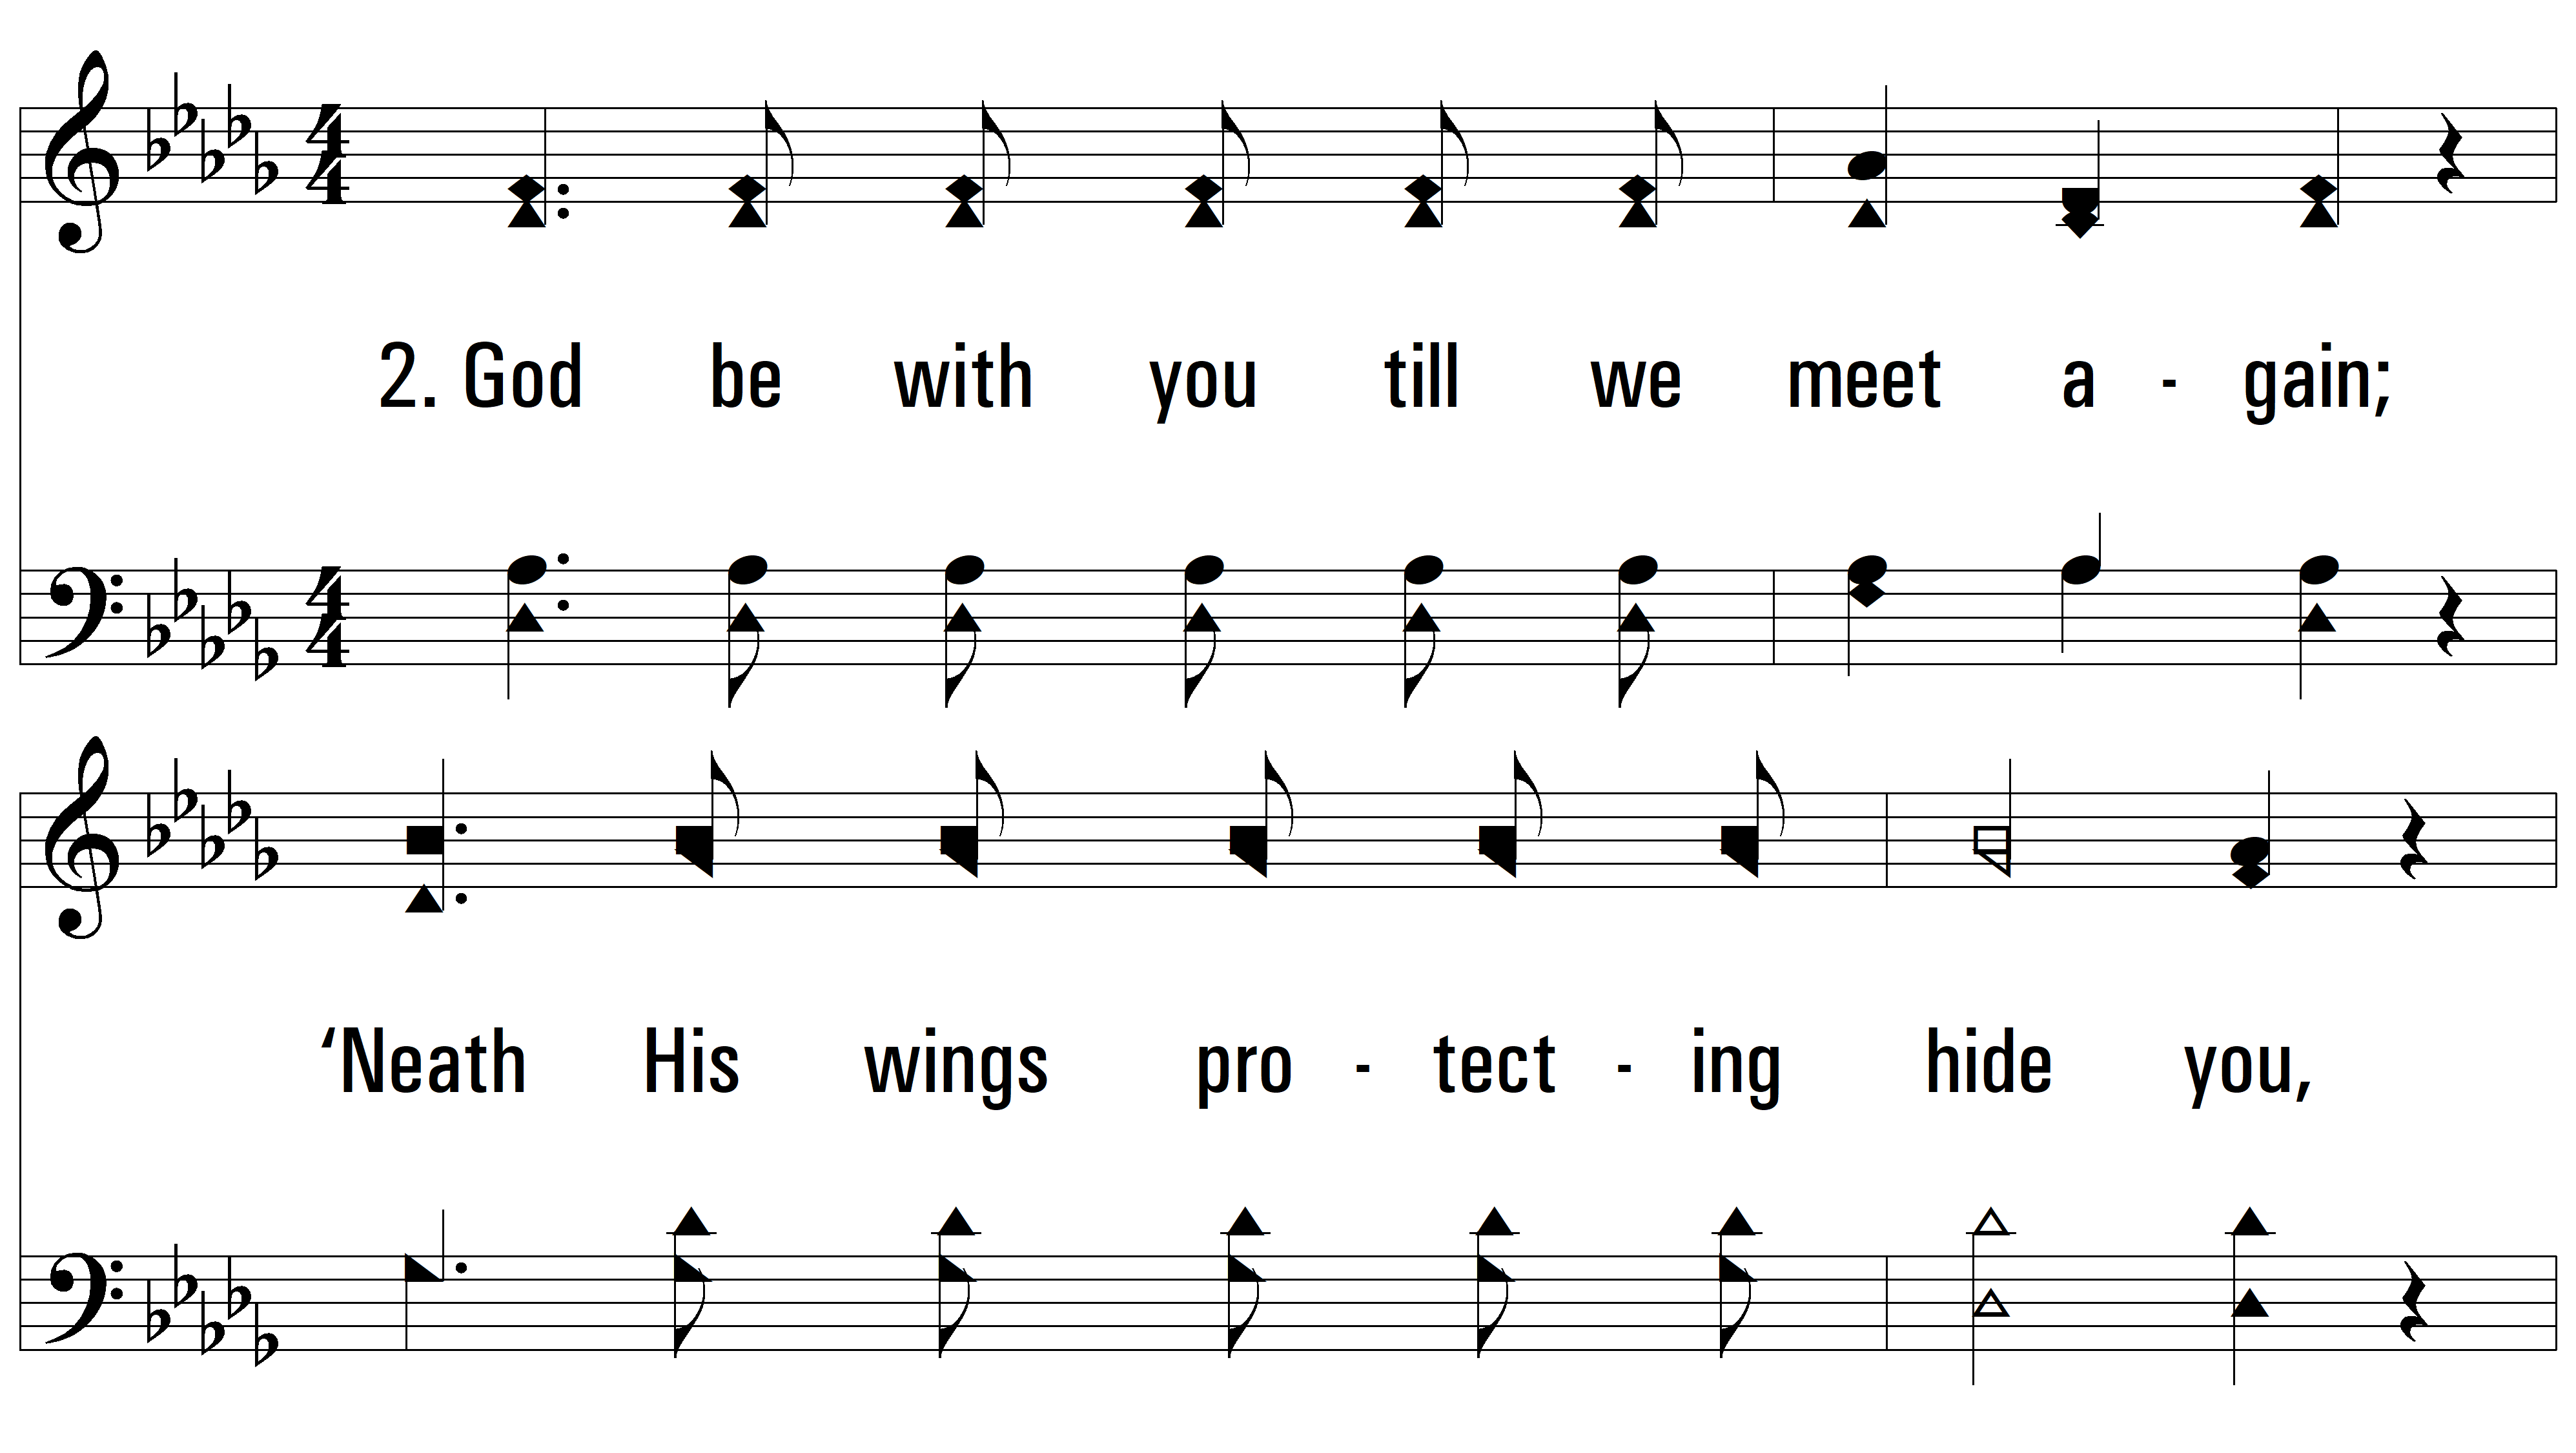 2. God be with you till we meet a - gain;
‘Neath His wings pro - tect - ing hide you,